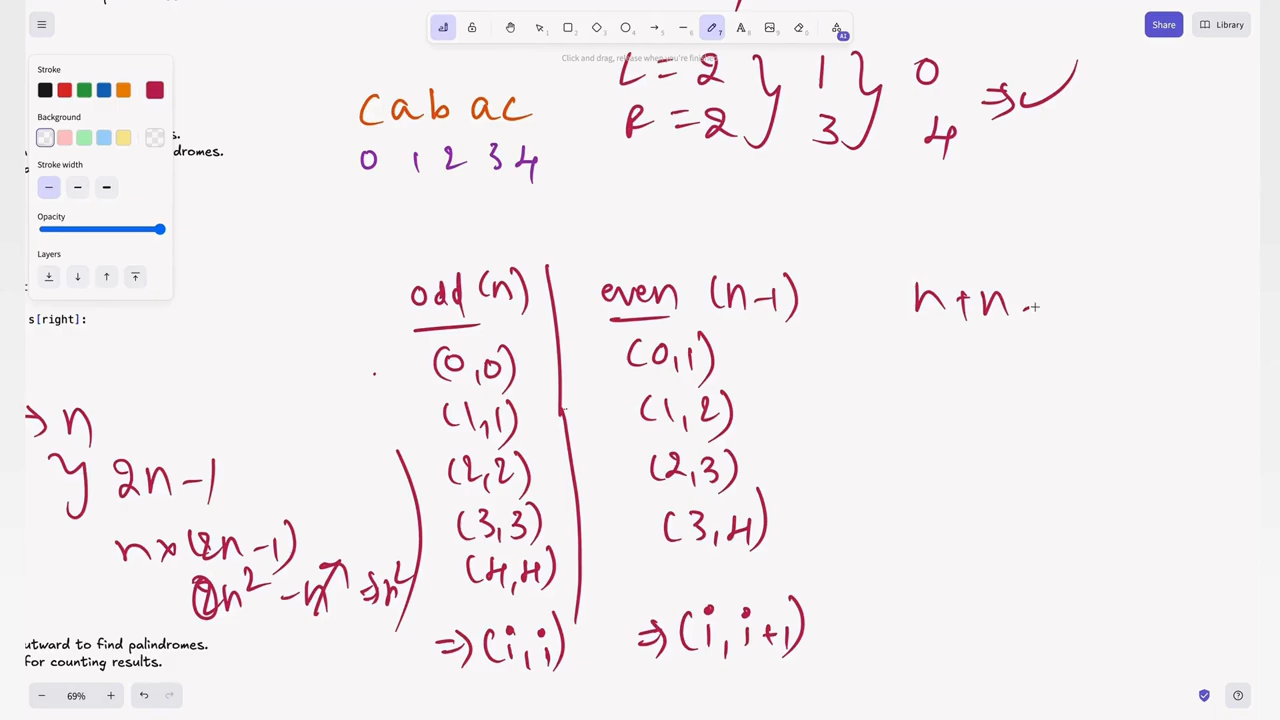 Share
Library
Click and drag, release when you're finished
Stroke
Background
Stroke width
Opacity
Layers
s.
palindromes.
s[right]:
outward to find palindromes.
for counting results.
L = 2 } 1 } 0
R = 2 3 4 => ✓
c a b a c
0 1 2 3 4
odd (n) even (n-1) n+n -
(0,0) (0,1)
(1,1) (1,2)
(2,2) (2,3)
(3,3) (3,4)
(4,4)
=> (i,i) => (i,i+1)
=> n
2n-1
n x (2n-1)
2n² - n => n²
69%